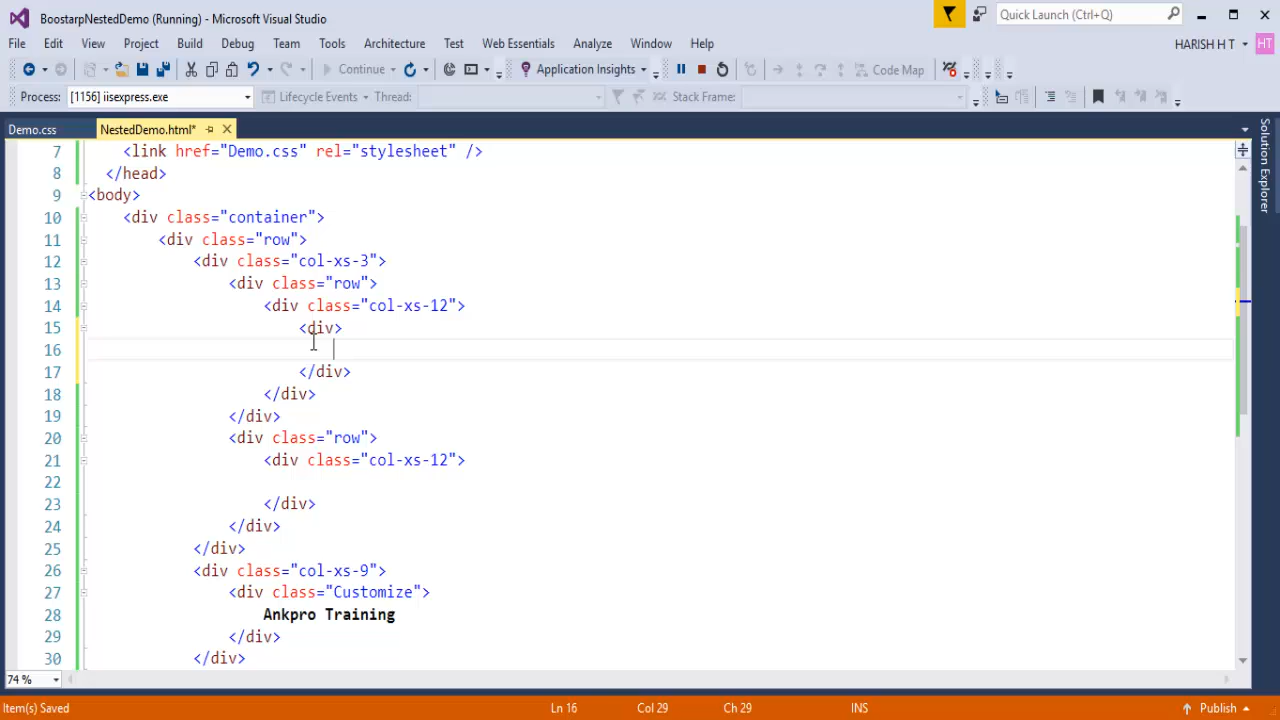 BoostarpNestedDemo (Running) - Microsoft Visual Studio
Quick Launch (Ctrl+Q)
File Edit View Project Build Debug Team Tools Architecture Test Web Essentials Analyze Window Help
HARISH H T HT
Continue Application Insights Code Map
Process: [1156] iisexpress.exe Lifecycle Events Thread: Stack Frame:
Demo.css NestedDemo.html*
Solution Explorer
7 <link href="Demo.css" rel="stylesheet" />
8 </head>
9 <body>
10 <div class="container">
11 <div class="row">
12 <div class="col-xs-3">
13 <div class="row">
14 <div class="col-xs-12">
15 <div>
16
17 </div>
18 </div>
19 </div>
20 <div class="row">
21 <div class="col-xs-12">
22
23 </div>
24 </div>
25 </div>
26 <div class="col-xs-9">
27 <div class="Customize">
28 Ankpro Training
29 </div>
30 </div>
74 %
Item(s) Saved Ln 16 Col 29 Ch 29 INS Publish